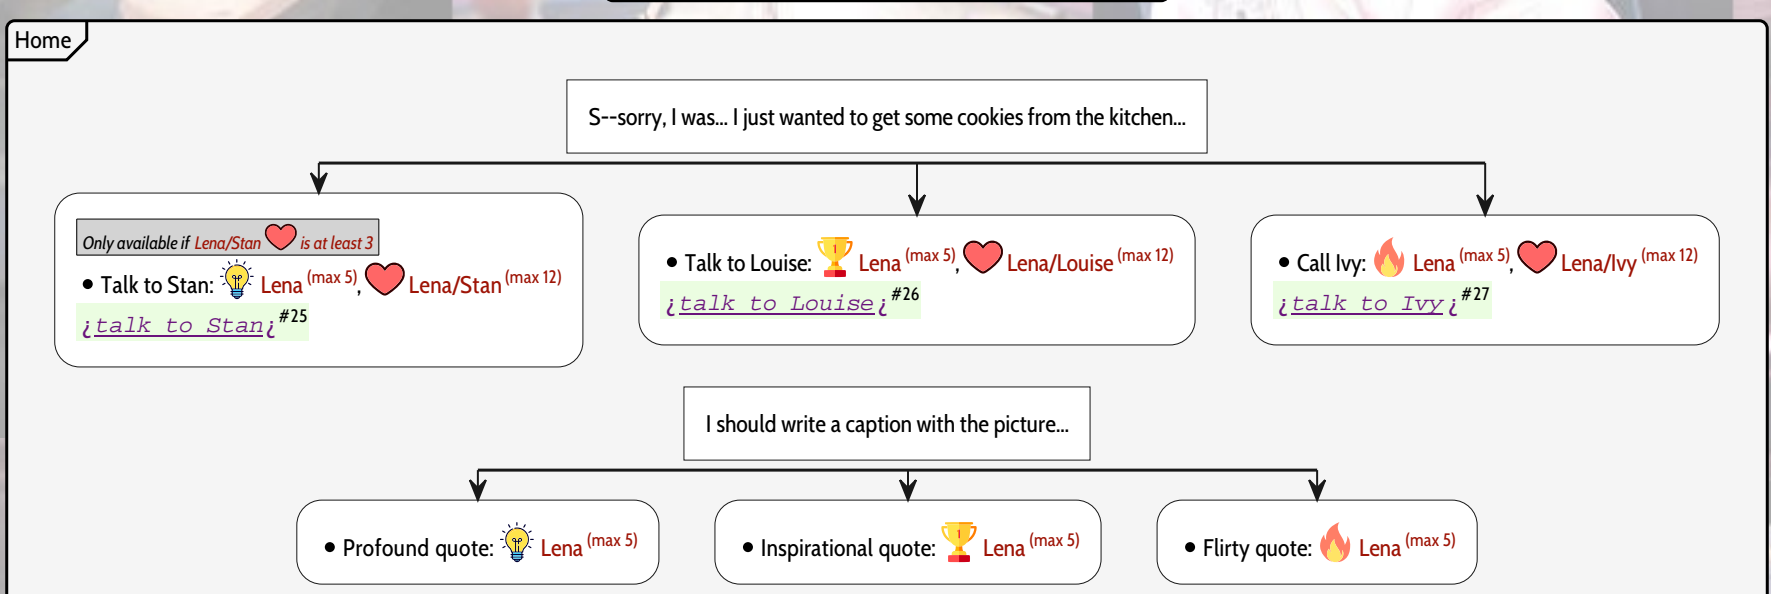 Home
S--sorry, I was... I just wanted to get some cookies from the kitchen...
Only available if Lena/Stan is at least 3
• Talk to Stan: Lena (max 5), Lena/Stan (max 12)
¿talk to Stan¿ #25
• Talk to Louise: 1 Lena (max 5), Lena/Louise (max 12)
¿talk to Louise¿ #26
• Call Ivy: Lena (max 5), Lena/Ivy (max 12)
¿talk to Ivy¿ #27
I should write a caption with the picture...
• Profound quote: Lena (max 5)
• Inspirational quote: 1 Lena (max 5)
• Flirty quote: Lena (max 5)